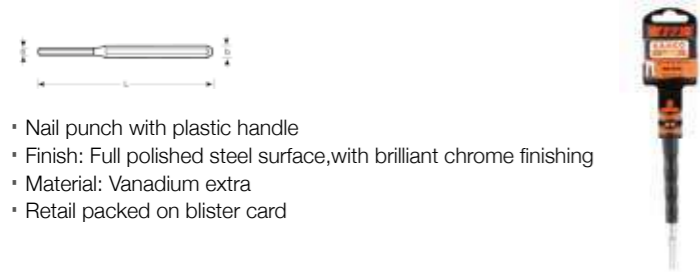 L
Nail punch with plastic handle
Finish: Full polished steel surface,with brilliant chrome finishing
Material: Vanadium extra
Retail packed on blister card
BAHCO